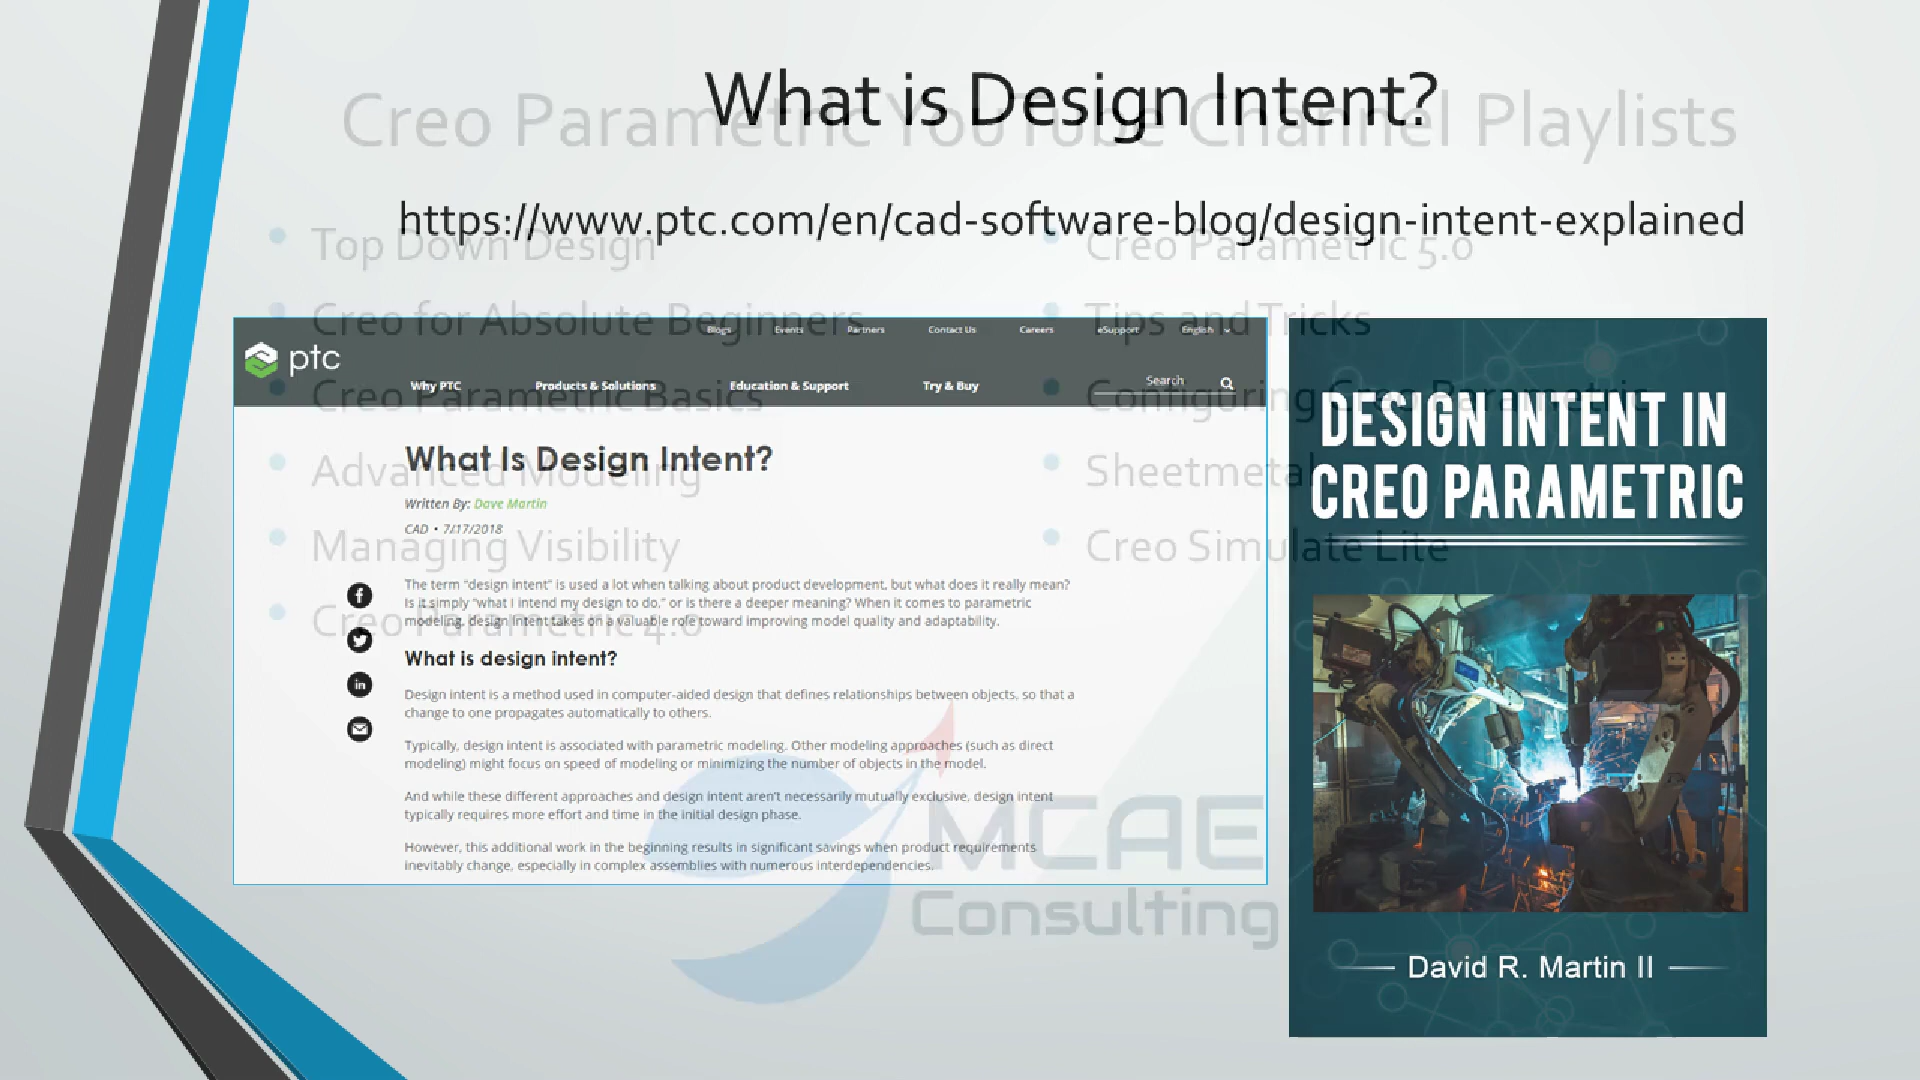 What is Design Intent?
Creo Parametric YouTube Channel Playlists
https://www.ptc.com/en/cad-software-blog/design-intent-explained
Top Down Design
Creo for Absolute Beginners
Creo Parametric Basics
Advanced Modeling
Managing Visibility
Creo Parametric 4.0
Creo Parametric 5.0
Tips and Tricks
Configuring Creo Parametric
Sheetmetal
Creo Simulate Lite
Blogs Events Partners Contact Us Careers eSupport English
ptc
Why PTC Products & Solutions Education & Support Try & Buy Search
What Is Design Intent?
Written By: Dave Martin
CAD • 7/17/2018
The term “design intent” is used a lot when talking about product development, but what does it really mean?
Is it simply “what I intend my design to do,” or is there a deeper meaning? When it comes to parametric
modeling, design intent takes on a valuable role toward improving model quality and adaptability.
What is design intent?
Design intent is a method used in computer-aided design that defines relationships between objects, so that a
change to one propagates automatically to others.
Typically, design intent is associated with parametric modeling. Other modeling approaches (such as direct
modeling) might focus on speed of modeling or minimizing the number of objects in the model.
And while these different approaches and design intent aren’t necessarily mutually exclusive, design intent
typically requires more effort and time in the initial design phase.
However, this additional work in the beginning results in significant savings when product requirements
inevitably change, especially in complex assemblies with numerous interdependencies.
MCAE
Consulting
DESIGN INTENT IN
CREO PARAMETRIC
David R. Martin II